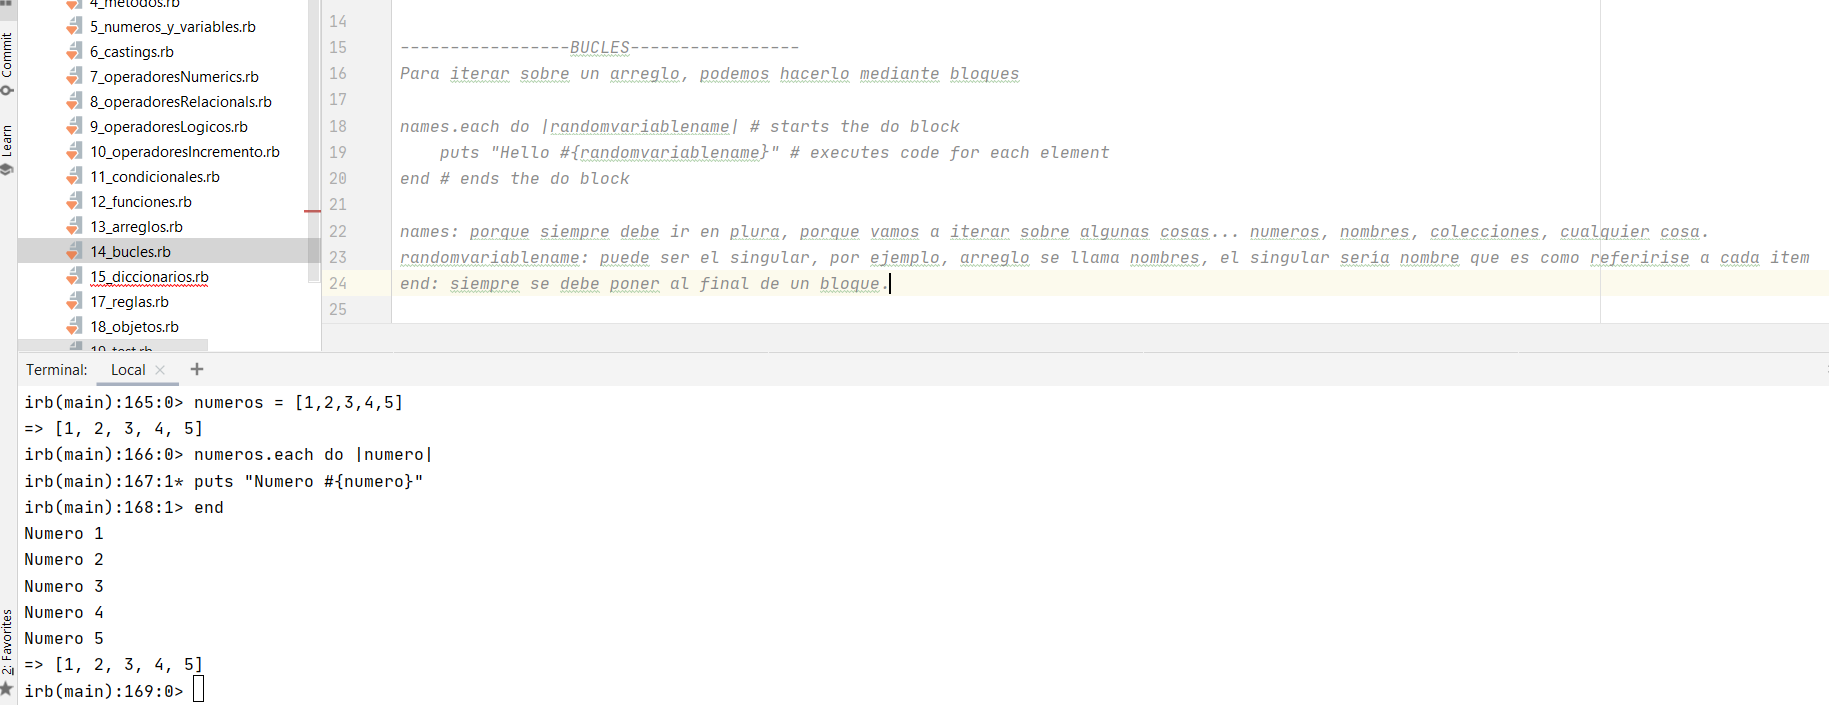 Commit
Learn
2: Favorites
4_metodos.rb
5_numeros_y_variables.rb
6_castings.rb
7_operadoresNumerics.rb
8_operadoresRelacionals.rb
9_operadoresLogicos.rb
10_operadoresIncremento.rb
11_condicionales.rb
12_funciones.rb
13_arreglos.rb
14_bucles.rb
15_diccionarios.rb
17_reglas.rb
18_objetos.rb
19_test.rb
14
15 -----------------BUCLES-----------------
16 Para iterar sobre un arreglo, podemos hacerlo mediante bloques
17
18 names.each do |randomvariablename| # starts the do block
19 puts "Hello #{randomvariablename}" # executes code for each element
20 end # ends the do block
21
22 names: porque siempre debe ir en plura, porque vamos a iterar sobre algunas cosas... numeros, nombres, colecciones, cualquier cosa.
23 randomvariablename: puede ser el singular, por ejemplo, arreglo se llama nombres, el singular seria nombre que es como referirise a cada item
24 end: siempre se debe poner al final de un bloque.
25
Terminal: Local × +
irb(main):165:0> numeros = [1,2,3,4,5]
=> [1, 2, 3, 4, 5]
irb(main):166:0> numeros.each do |numero|
irb(main):167:1* puts "Numero #{numero}"
irb(main):168:1> end
Numero 1
Numero 2
Numero 3
Numero 4
Numero 5
=> [1, 2, 3, 4, 5]
irb(main):169:0>